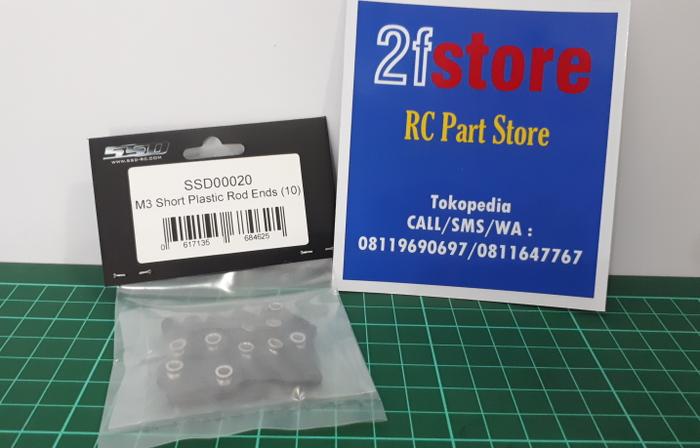 SSD
WWW.SSD-RC.COM
SSD00020
M3 Short Plastic Rod Ends (10)
0 617135 684625
2fstore
RC Part Store
Tokopedia
CALL/SMS/WA :
08119690697/0811647767